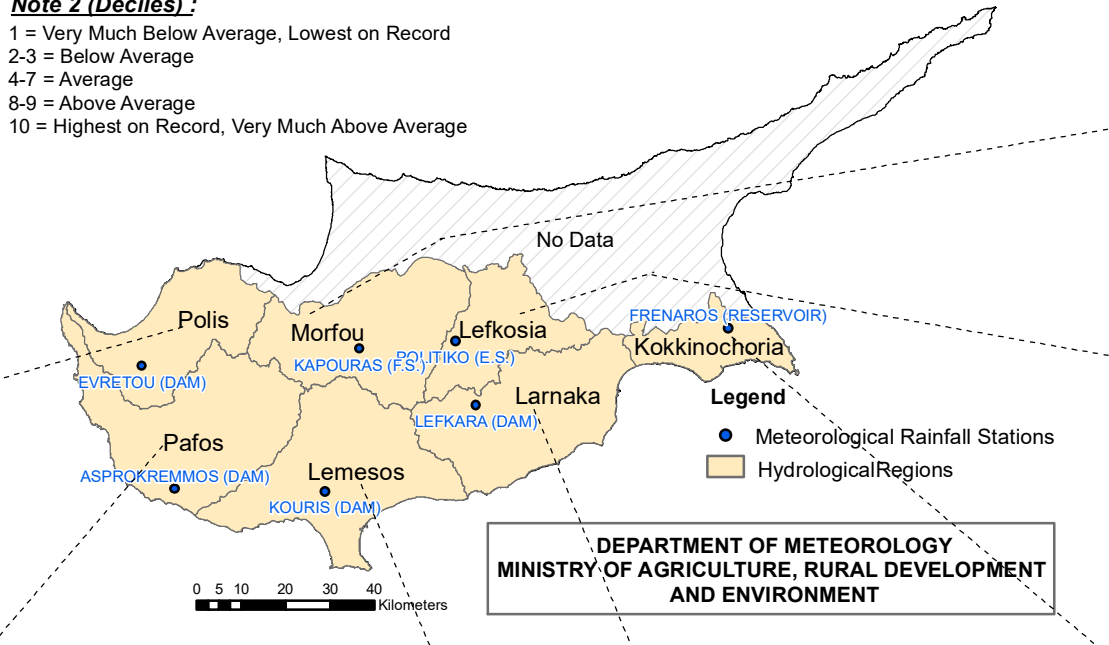 Note 2 (Deciles) :
1 = Very Much Below Average, Lowest on Record
2-3 = Below Average
4-7 = Average
8-9 = Above Average
10 = Highest on Record, Very Much Above Average
No Data
Polis
Morfou
Lefkosia
FRENAROS (RESERVOIR)
Kokkinochoria
KAPOURAS (F.S.)
POLITIKO (E.S.)
EVRETOU (DAM)
Larnaka
LEFKARA (DAM)
Pafos
ASPROKREMMOS (DAM)
Lemesos
KOURIS (DAM)
Legend
Meteorological Rainfall Stations
HydrologicalRegions
DEPARTMENT OF METEOROLOGY
MINISTRY OF AGRICULTURE, RURAL DEVELOPMENT
AND ENVIRONMENT
0 5 10 20 30 40
Kilometers